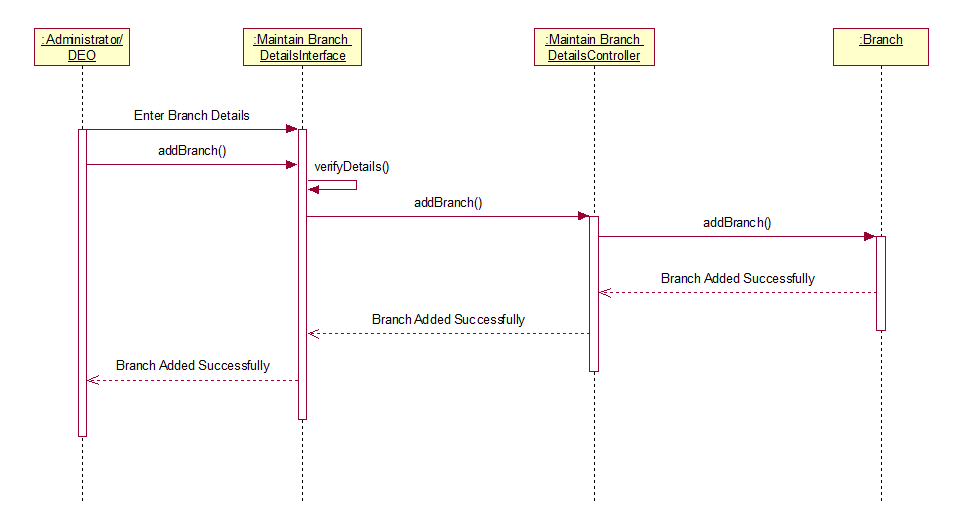 :Administrator/
DEO
:Maintain Branch
DetailsInterface
:Maintain Branch
DetailsController
:Branch
Enter Branch Details
addBranch()
verifyDetails()
addBranch()
addBranch()
Branch Added Successfully
Branch Added Successfully
Branch Added Successfully